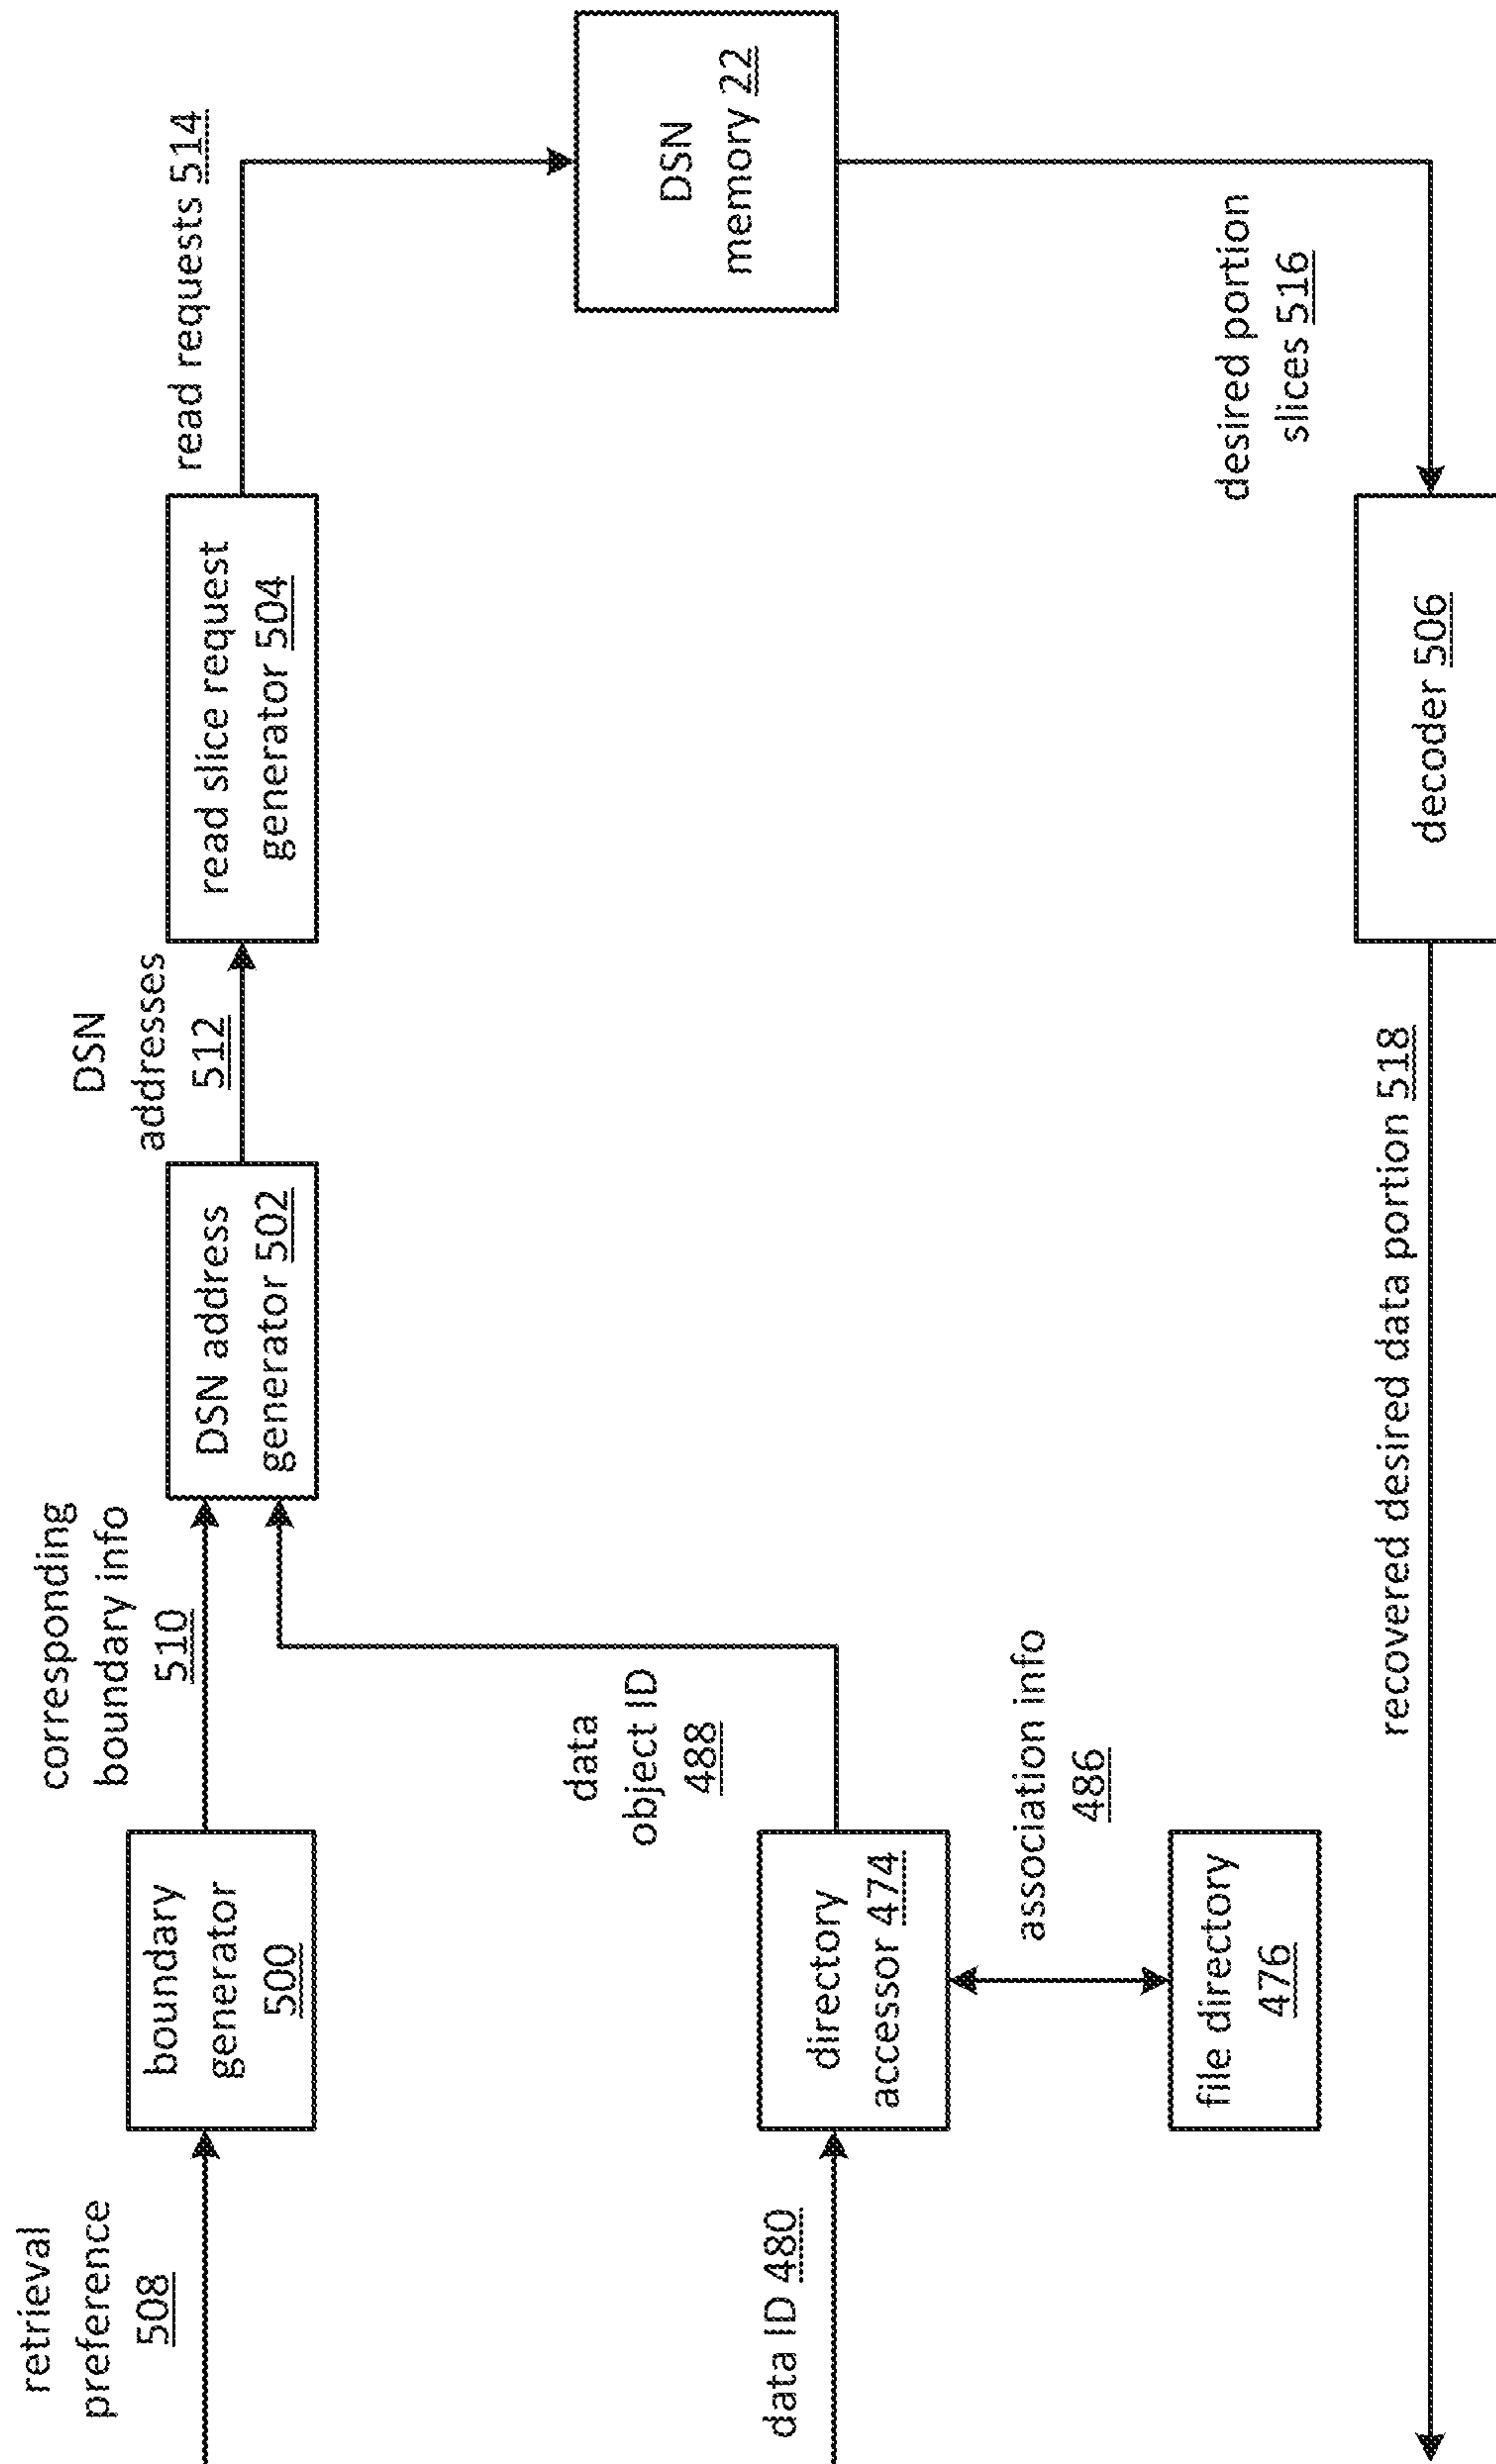 retrieval
preference
508
boundary
generator
500
corresponding
boundary info
510
DSN address
generator 502
DSN
addresses
512
read slice request
generator 504
read requests 514
DSN
memory 22
data ID 480
directory
accessor 474
data
object ID
488
association info
486
file directory
476
desired portion
slices 516
decoder 506
recovered desired data portion 518